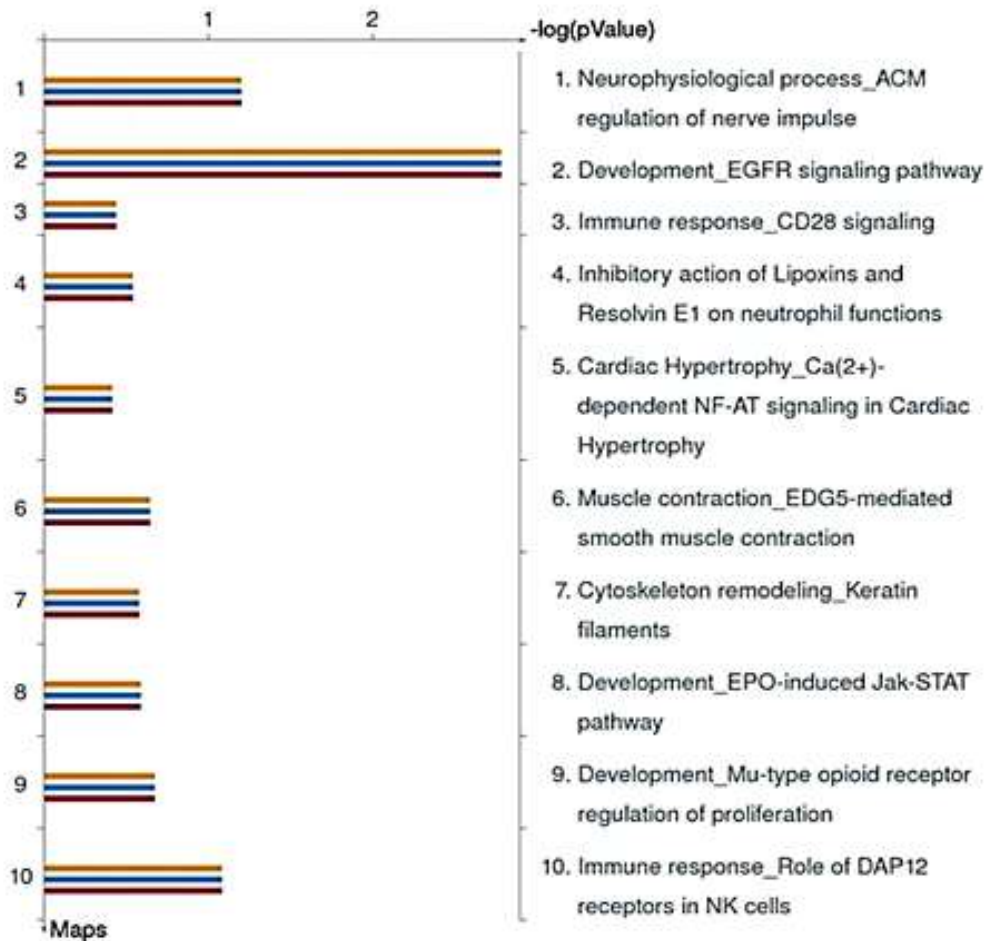 1 2
-log(pValue)
1
2
3
4
5
6
7
8
9
10
Maps
1. Neurophysiological process_ACM
regulation of nerve impulse
2. Development_EGFR signaling pathway
3. Immune response_CD28 signaling
4. Inhibitory action of Lipoxins and
Resolvin E1 on neutrophil functions
5. Cardiac Hypertrophy_Ca(2+)-
dependent NF-AT signaling in Cardiac
Hypertrophy
6. Muscle contraction_EDG5-mediated
smooth muscle contraction
7. Cytoskeleton remodeling_Keratin
filaments
8. Development_EPO-induced Jak-STAT
pathway
9. Development_Mu-type opioid receptor
regulation of proliferation
10. Immune response_Role of DAP12
receptors in NK cells